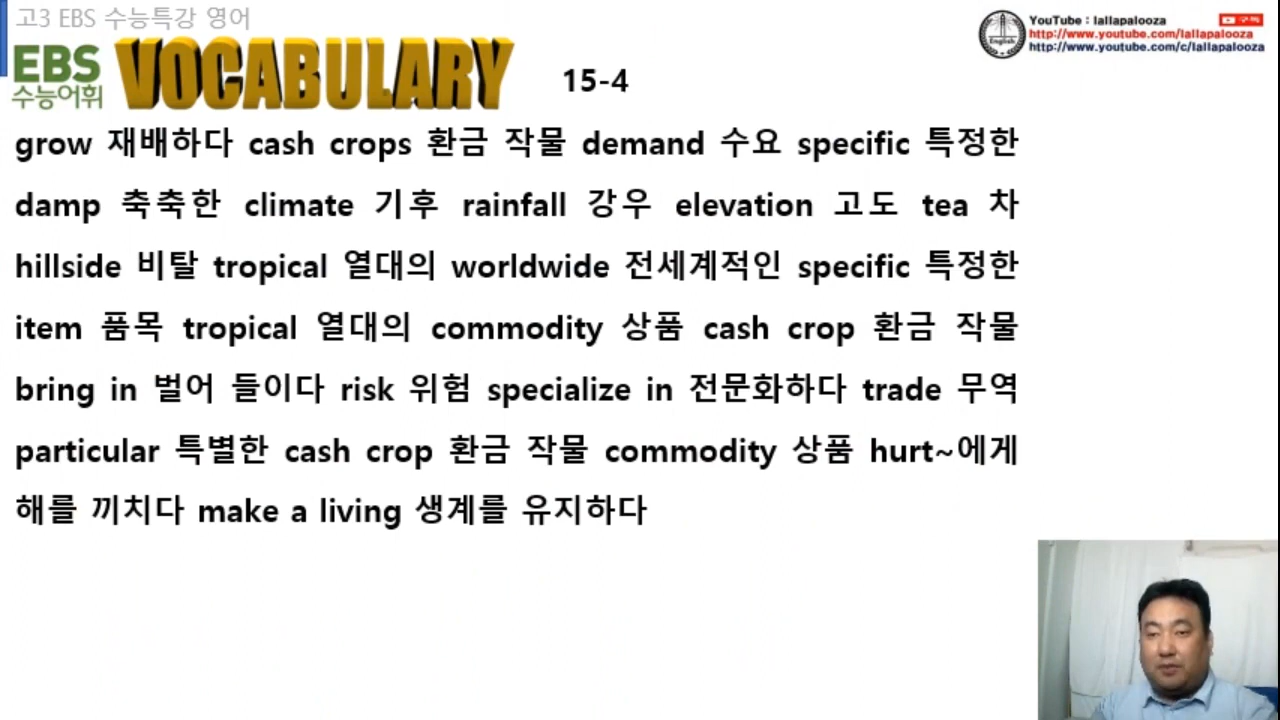 고3 EBS 수능특강 영어
EBS
수능어휘
VOCABULARY
15-4
English
YouTube : lallapalooza
구독
http://www.youtube.com/lallapalooza
http://www.youtube.com/c/lallapalooza
grow 재배하다 cash crops 환금 작물 demand 수요 specific 특정한
damp 축축한 climate 기후 rainfall 강우 elevation 고도 tea 차
hillside 비탈 tropical 열대의 worldwide 전세계적인 specific 특정한
item 품목 tropical 열대의 commodity 상품 cash crop 환금 작물
bring in 벌어 들이다 risk 위험 specialize in 전문화하다 trade 무역
particular 특별한 cash crop 환금 작물 commodity 상품 hurt~에게
해를 끼치다 make a living 생계를 유지하다